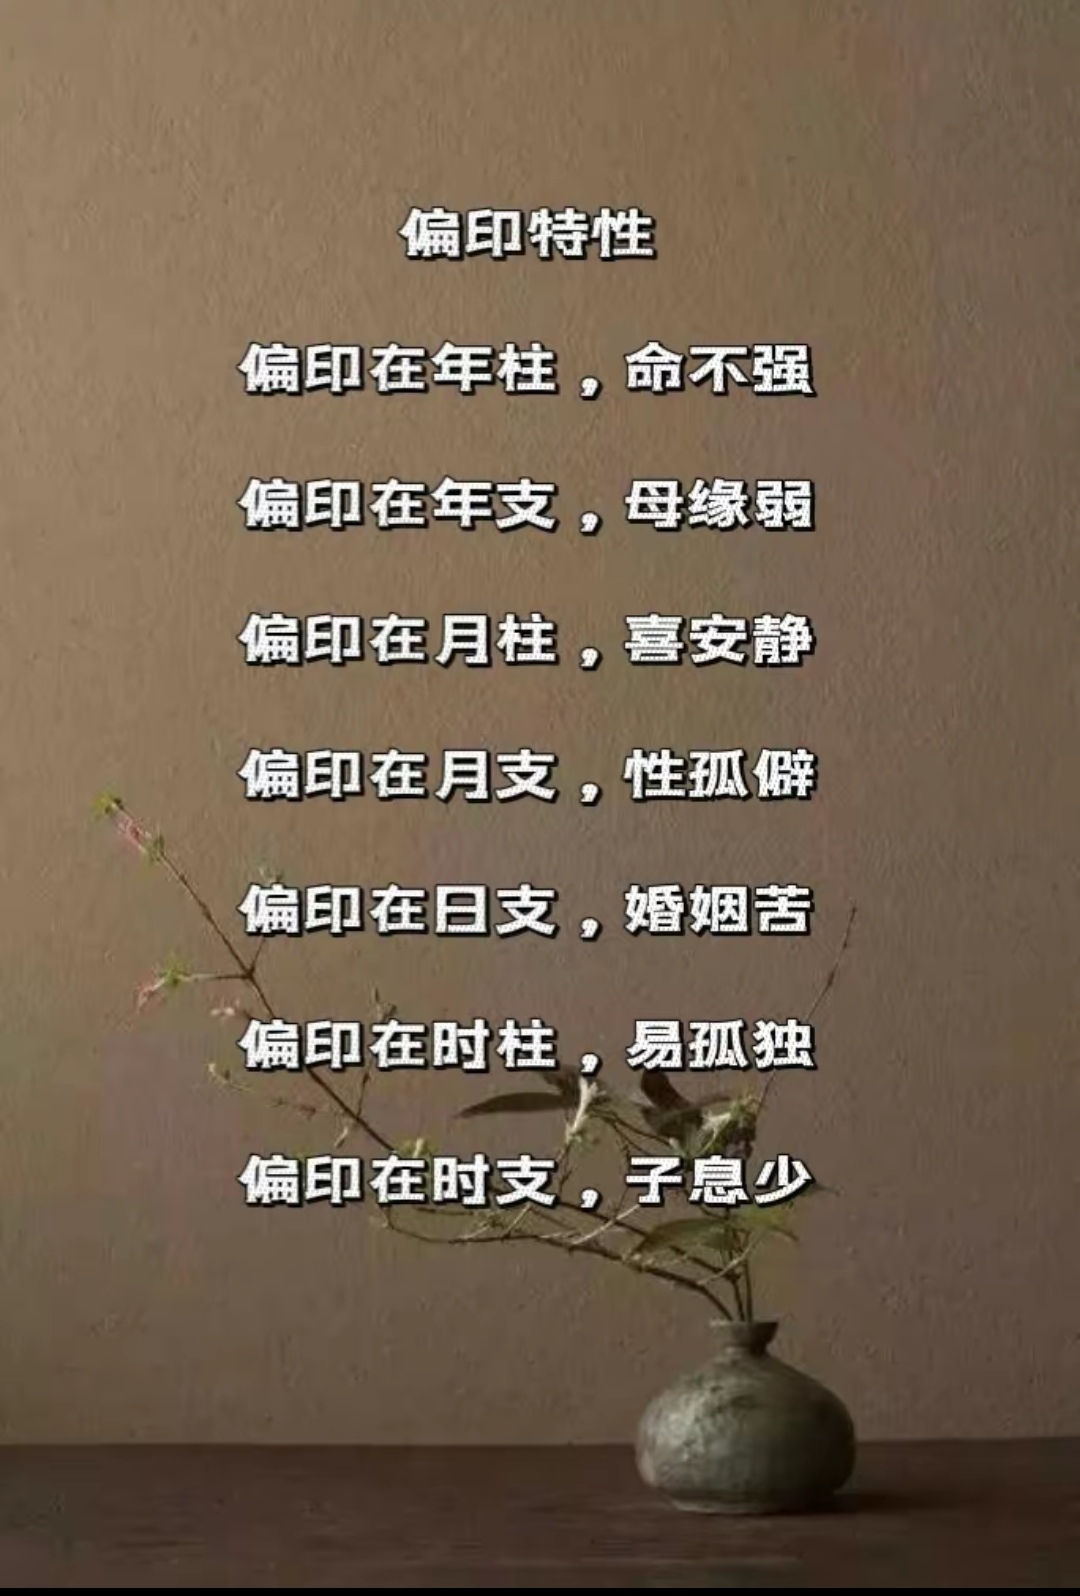 偏印特性
偏印在年柱，命不强
偏印在年支，母缘弱
偏印在月柱，喜安静
偏印在月支，性孤僻
偏印在日支，婚姻苦
偏印在时柱，易孤独
偏印在时支，子息少